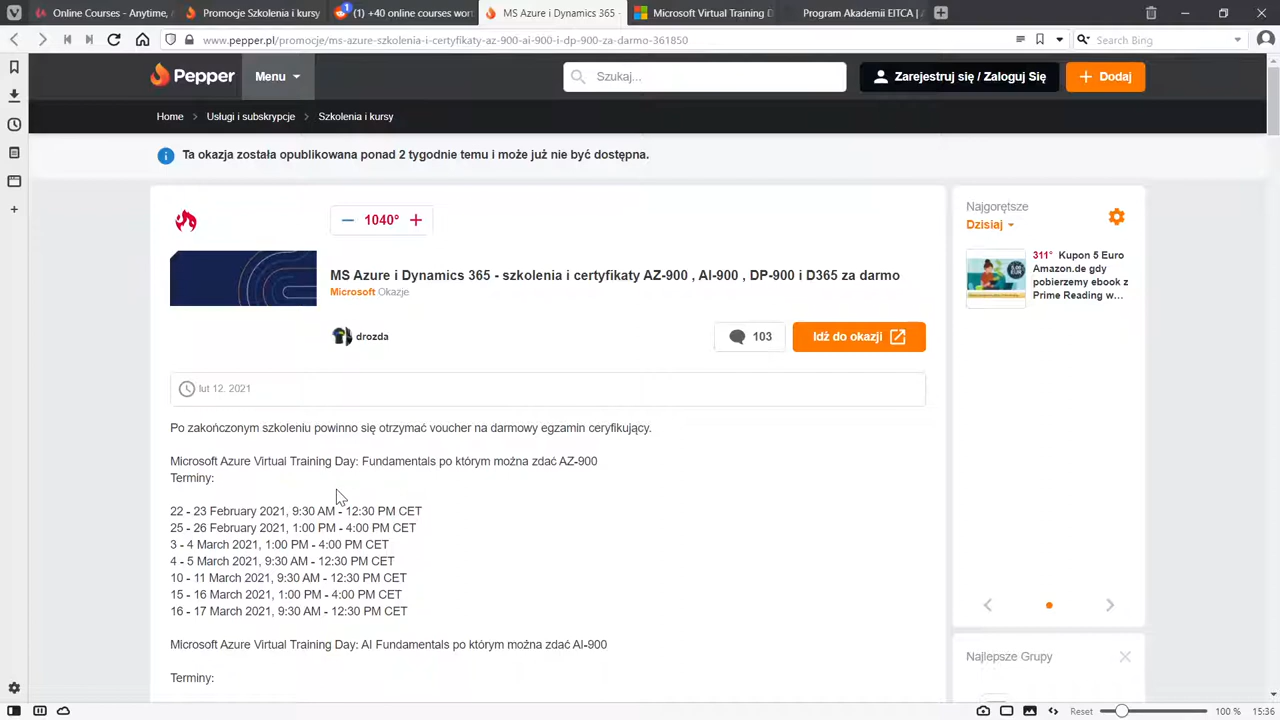 Online Courses - Anytime,
Promocje Szkolenia i kursy
(1) +40 online courses wor
MS Azure i Dynamics 365 -
Microsoft Virtual Training D
Program Akademii EITCA |
www.pepper.pl/promocje/ms-azure-szkolenia-i-certyfikaty-az-900-ai-900-i-dp-900-za-darmo-361850
Search Bing
Pepper
Menu
Szukaj...
Zarejestruj się / Zaloguj Się
+ Dodaj
Home
Usługi i subskrypcje
Szkolenia i kursy
Ta okazja została opublikowana ponad 2 tygodnie temu i może już nie być dostępna.
1040°
Najgorętsze
Dzisiaj
MS Azure i Dynamics 365 - szkolenia i certyfikaty AZ-900 , AI-900 , DP-900 i D365 za darmo
Microsoft Okazje
311° Kupon 5 Euro
Amazon.de gdy
pobierzemy ebook z
Prime Reading w...
drozda
103
Idź do okazji
lut 12. 2021
Po zakończonym szkoleniu powinno się otrzymać voucher na darmowy egzamin ceryfikujący.
Microsoft Azure Virtual Training Day: Fundamentals po którym można zdać AZ-900
Terminy:
22 - 23 February 2021, 9:30 AM - 12:30 PM CET
25 - 26 February 2021, 1:00 PM - 4:00 PM CET
3 - 4 March 2021, 1:00 PM - 4:00 PM CET
4 - 5 March 2021, 9:30 AM - 12:30 PM CET
10 - 11 March 2021, 9:30 AM - 12:30 PM CET
15 - 16 March 2021, 1:00 PM - 4:00 PM CET
16 - 17 March 2021, 9:30 AM - 12:30 PM CET
Microsoft Azure Virtual Training Day: AI Fundamentals po którym można zdać AI-900
Terminy:
Najlepsze Grupy
Reset
100 %
15:36